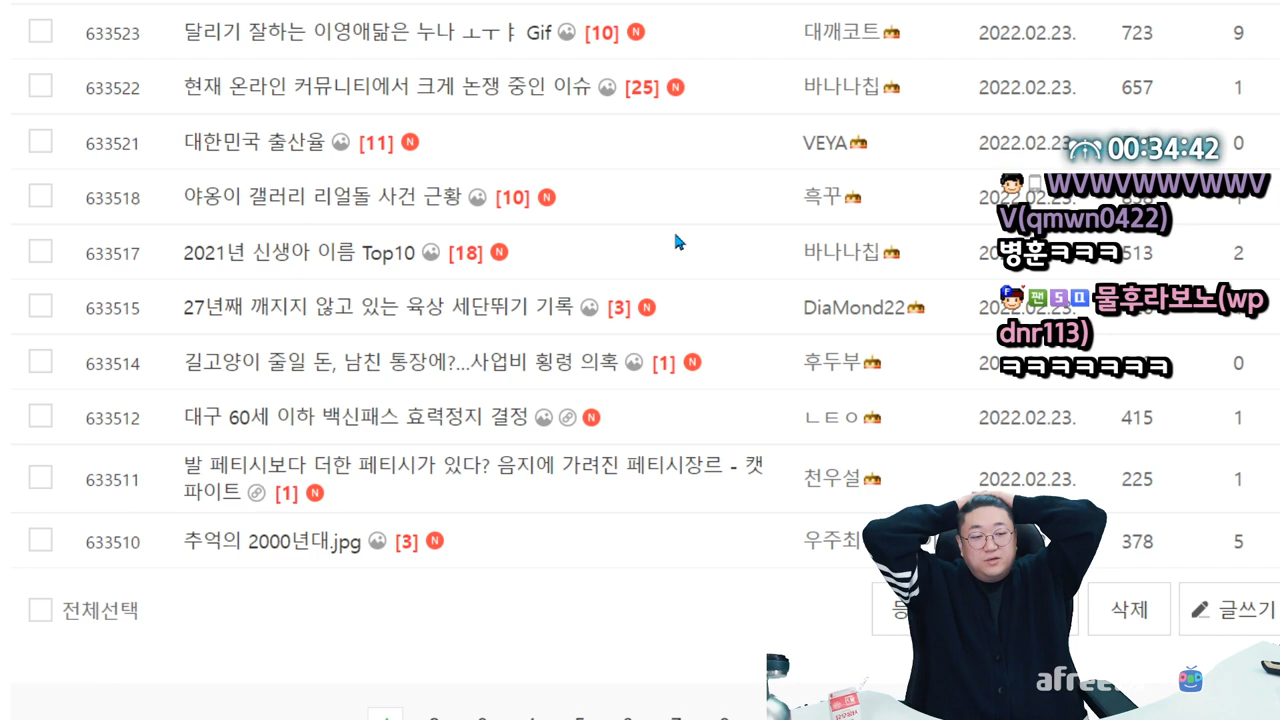 633523 달리기 잘하는 이영애닮은 누나 ㅗㅜㅑ Gif [10] N 대깨코트 2022.02.23. 723 9
633522 현재 온라인 커뮤니티에서 크게 논쟁 중인 이슈 [25] N 바나나칩 2022.02.23. 657 1
633521 대한민국 출산율 [11] N VEYA 2022.02.23 0
00:34:42
633518 야옹이 갤러리 리얼돌 사건 근황 [10] N 흑꾸
WVWVWWVWWV
V(qmwn0422)
633517 2021년 신생아 이름 Top10 [18] N 바나나칩 513 2
병훈ㅋㅋㅋ
633515 27년째 깨지지 않고 있는 육상 세단뛰기 기록 [3] N DiaMond22
팬 물후라보노(wp
dnr113)
633514 길고양이 줄일 돈, 남친 통장에?...사업비 횡령 의혹 [1] N 후두부 20 0
ㅋㅋㅋㅋㅋㅋㅋ
633512 대구 60세 이하 백신패스 효력정지 결정 N ㄴㅌㅇ 2022.02.23. 415 1
633511 발 페티시보다 더한 페티시가 있다? 음지에 가려진 페티시장르 - 캣
파이트 [1] N 천우설 2022.02.23. 225 1
633510 추억의 2000년대.jpg [3] N 우주최 378 5
전체선택 삭제 글쓰기